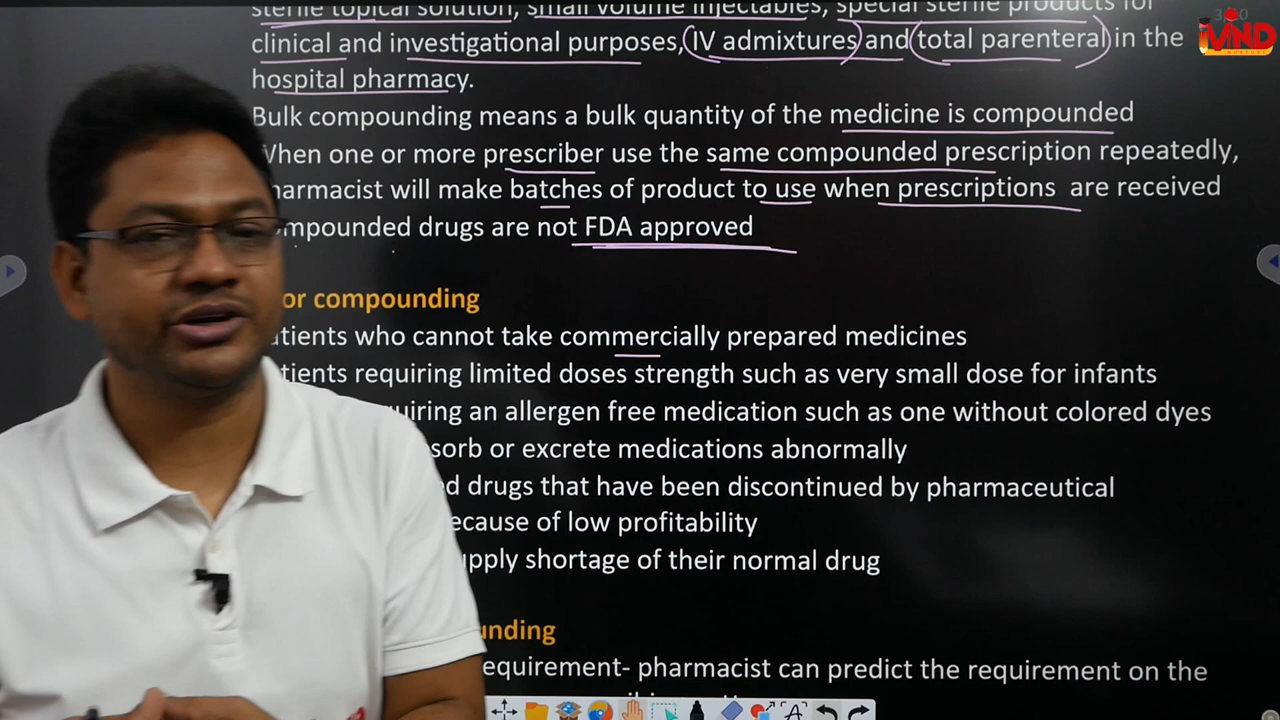 sterile topical solution, small volume injectables, special sterile products for
clinical and investigational purposes, IV admixtures and total parenteral in the
hospital pharmacy.
Bulk compounding means a bulk quantity of the medicine is compounded
When one or more prescriber use the same compounded prescription repeatedly,
harmacist will make batches of product to use when prescriptions are received
mpounded drugs are not FDA approved
or compounding
atients who cannot take commercially prepared medicines
tients requiring limited doses strength such as very small dose for infants
uiring an allergen free medication such as one without colored dyes
sorb or excrete medications abnormally
d drugs that have been discontinued by pharmaceutical
ecause of low profitability
upply shortage of their normal drug
unding
equirement- pharmacist can predict the requirement on the
VND